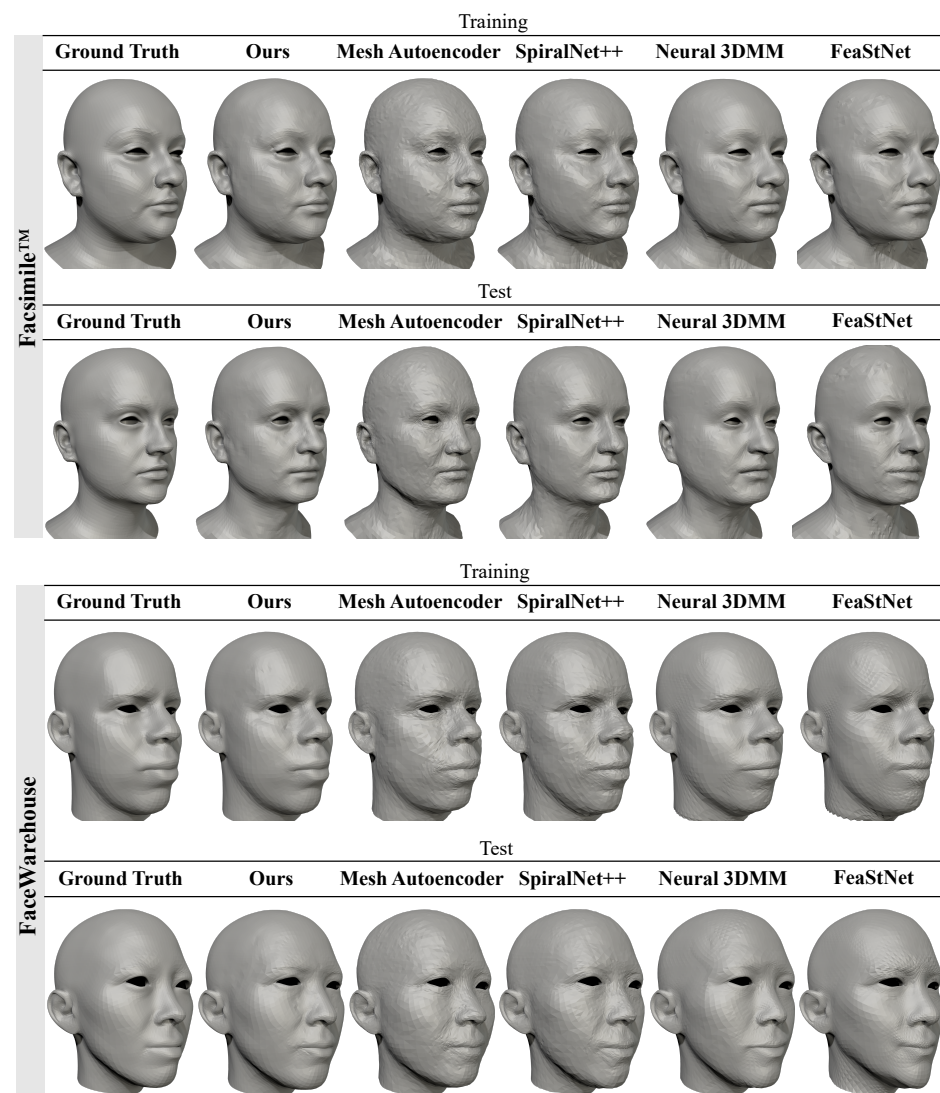 Training
Ground Truth Ours Mesh Autoencoder SpiralNet++ Neural 3DMM FeaStNet
Facsimile™
Test
Ground Truth Ours Mesh Autoencoder SpiralNet++ Neural 3DMM FeaStNet
Training
Ground Truth Ours Mesh Autoencoder SpiralNet++ Neural 3DMM FeaStNet
FaceWarehouse
Test
Ground Truth Ours Mesh Autoencoder SpiralNet++ Neural 3DMM FeaStNet